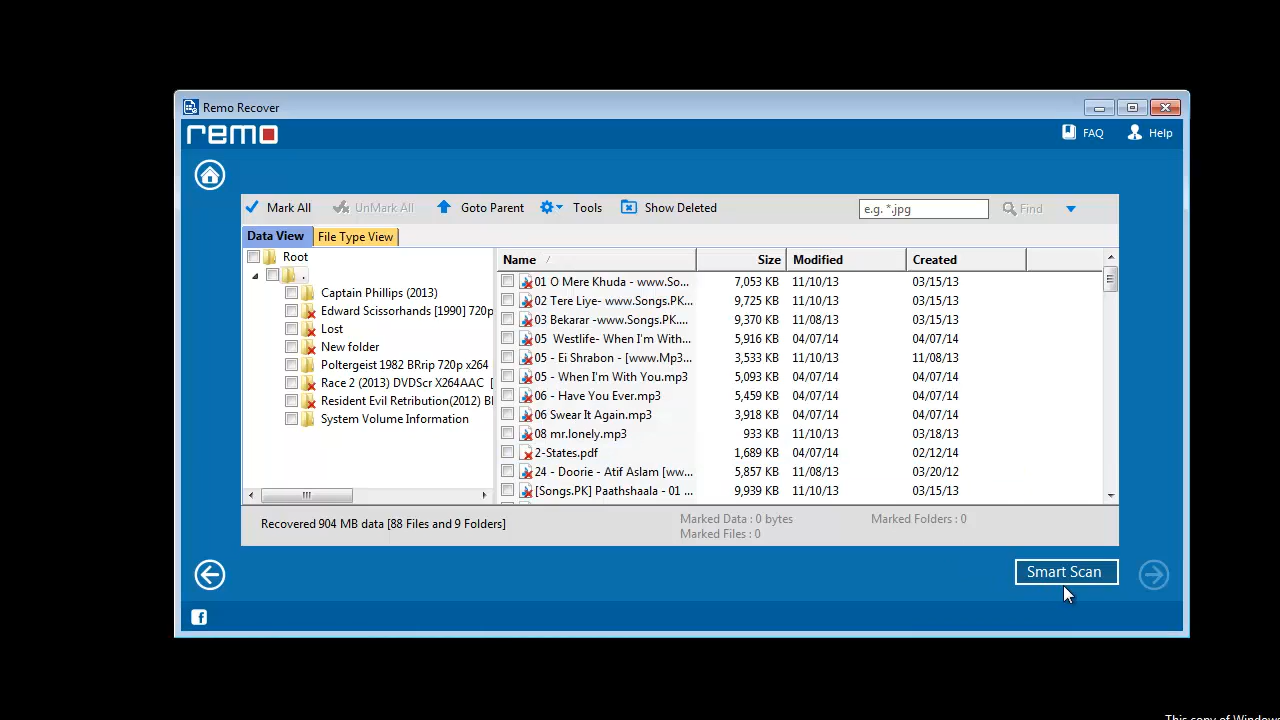 Remo Recover
remo
FAQ
Help
Mark All
UnMark All
Goto Parent
Tools
Show Deleted
e.g. *.jpg
Find
Data View
File Type View
Root
.
Captain Phillips (2013)
Edward Scissorhands [1990] 720p
Lost
New folder
Poltergeist 1982 BRrip 720p x264
Race 2 (2013) DVDScr X264AAC [
Resident Evil Retribution(2012) Bl
System Volume Information
Name Size Modified Created
01 O Mere Khuda - www.So... 7,053 KB 11/10/13 03/15/13
02 Tere Liye- www.Songs.PK... 9,725 KB 11/10/13 03/15/13
03 Bekarar -www.Songs.PK.... 9,370 KB 11/08/13 03/15/13
05 Westlife- When I'm With... 5,916 KB 04/07/14 04/07/14
05 - Ei Shrabon - [www.Mp3... 3,533 KB 11/10/13 11/08/13
05 - When I'm With You.mp3 5,093 KB 04/07/14 04/07/14
06 - Have You Ever.mp3 5,459 KB 04/07/14 04/07/14
06 Swear It Again.mp3 3,918 KB 04/07/14 04/07/14
08 mr.lonely.mp3 933 KB 11/10/13 03/18/13
2-States.pdf 1,689 KB 04/07/14 02/12/14
24 - Doorie - Atif Aslam [ww... 5,857 KB 11/08/13 03/20/12
[Songs.PK] Paathshaala - 01 ... 9,939 KB 11/10/13 03/15/13
Recovered 904 MB data [88 Files and 9 Folders]
Marked Data : 0 bytes
Marked Folders : 0
Marked Files : 0
Smart Scan
This copy of Window